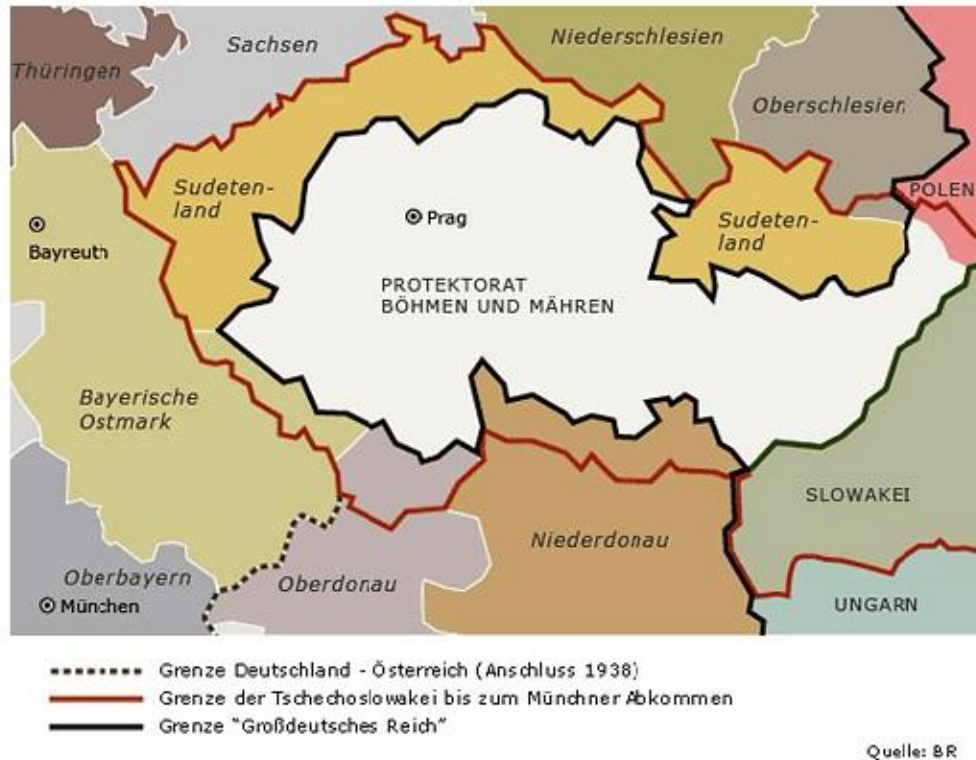 Sachsen
Niederschlesien
Thüringen
Oberschlesien
POLEN
Sudeten-
land
Prag
Sudeten-
land
Bayreuth
PROTEKTORAT
BÖHMEN UND MÄHREN
Bayerische
Ostmark
SLOWAKEI
Niederdonau
Oberbayern
Oberdonau
München
UNGARN
Grenze Deutschland - Österreich (Anschluss 1938)
Grenze der Tschechoslowakei bis zum Münchner Abkommen
Grenze "Großdeutsches Reich"
Quelle: BR